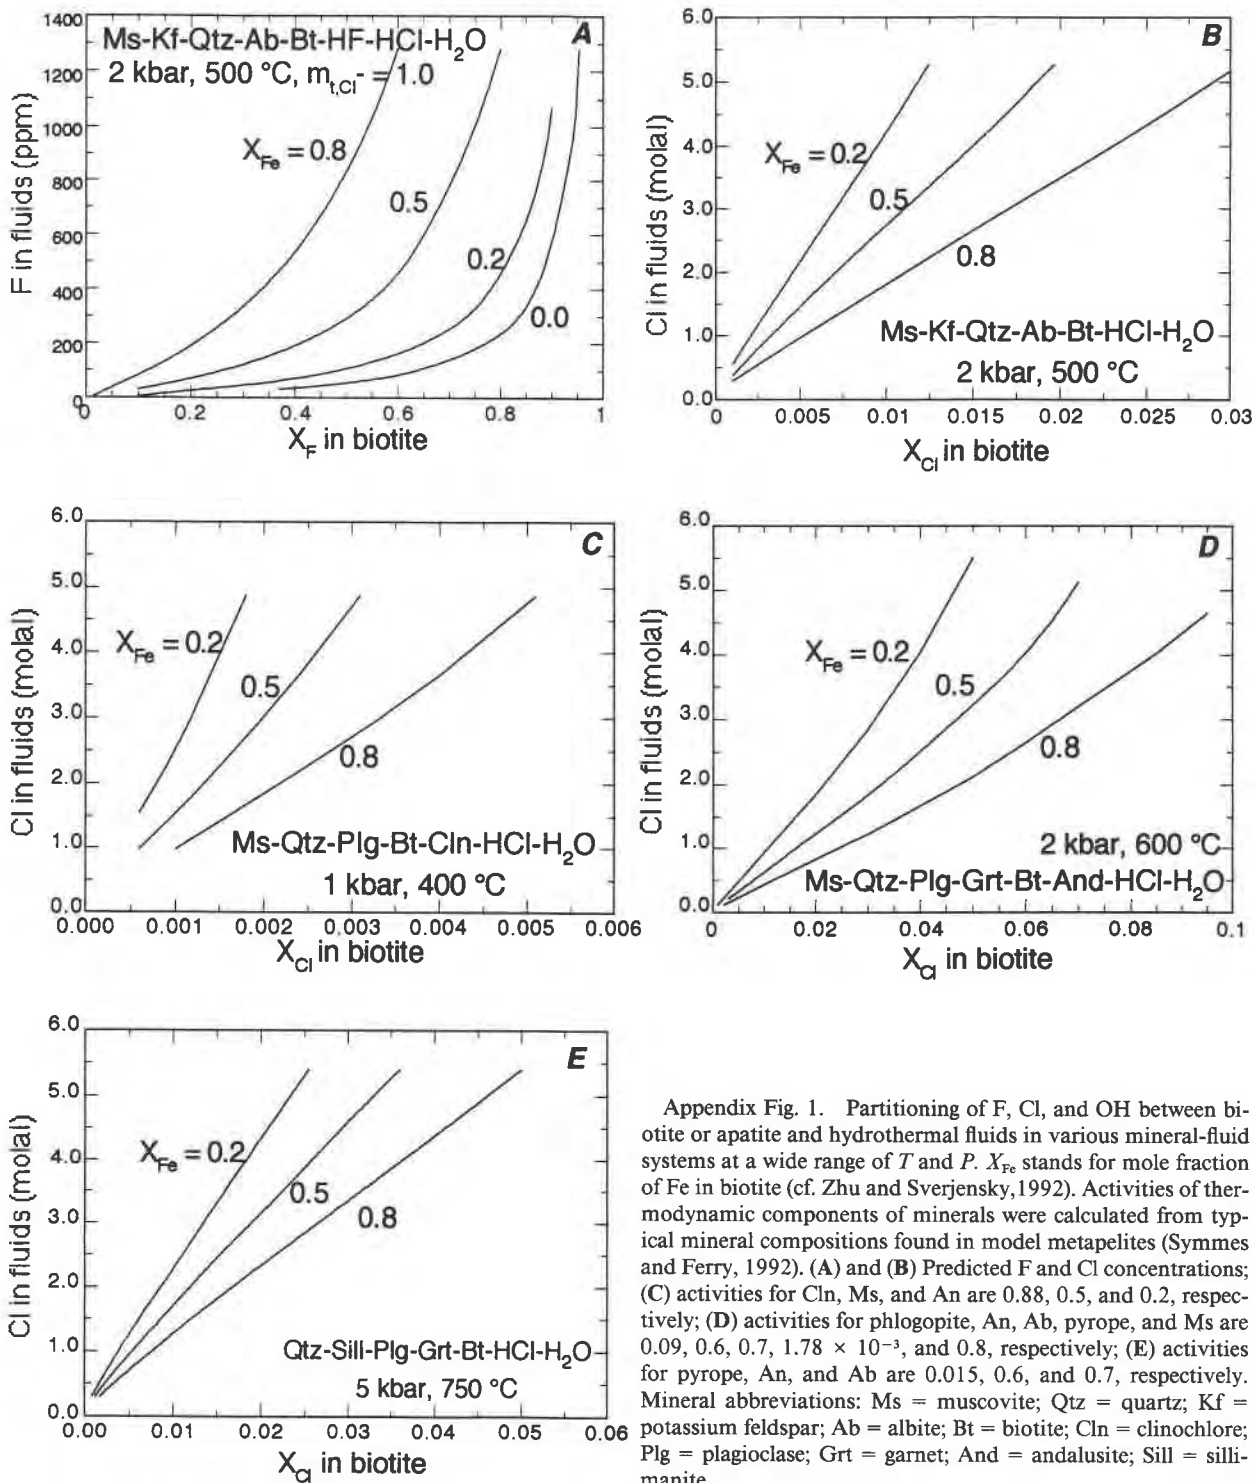 A
Ms-Kf-Qtz-Ab-Bt-HF-HCl-H2O
2 kbar, 500 °C, mt,Cl- = 1.0
XFe = 0.8
0.5
0.2
0.0
F in fluids (ppm)
1400
1200
1000
800
600
400
200
0
0 0.2 0.4 0.6 0.8 1
XF in biotite
B
XFe = 0.2
0.5
0.8
Ms-Kf-Qtz-Ab-Bt-HCl-H2O
2 kbar, 500 °C
Cl in fluids (molal)
6.0
5.0
4.0
3.0
2.0
1.0
0.0
0 0.005 0.01 0.015 0.02 0.025 0.03
XCl in biotite
C
XFe = 0.2
0.5
0.8
Ms-Qtz-Plg-Bt-Cln-HCl-H2O
1 kbar, 400 °C
Cl in fluids (molal)
6.0
5.0
4.0
3.0
2.0
1.0
0.0
0.000 0.001 0.002 0.003 0.004 0.005 0.006
XCl in biotite
D
XFe = 0.2
0.5
0.8
2 kbar, 600 °C
Ms-Qtz-Plg-Grt-Bt-And-HCl-H2O
Cl in fluids (molal)
6.0
5.0
4.0
3.0
2.0
1.0
0.0
0 0.02 0.04 0.06 0.08 0.1
XCl in biotite
E
XFe = 0.2
0.5
0.8
Qtz-Sill-Plg-Grt-Bt-HCl-H2O
5 kbar, 750 °C
Cl in fluids (molal)
6.0
5.0
4.0
3.0
2.0
1.0
0.0
0 0.01 0.02 0.03 0.04 0.05 0.06
XCl in biotite
Appendix Fig. 1. Partitioning of F, Cl, and OH between bi-
otite or apatite and hydrothermal fluids in various mineral-fluid
systems at a wide range of T and P. XFe stands for mole fraction
of Fe in biotite (cf. Zhu and Sverjensky,1992). Activities of ther-
modynamic components of minerals were calculated from typ-
ical mineral compositions found in model metapelites (Symmes
and Ferry, 1992). (A) and (B) Predicted F and Cl concentrations;
(C) activities for Cln, Ms, and An are 0.88, 0.5, and 0.2, respec-
tively; (D) activities for phlogopite, An, Ab, pyrope, and Ms are
0.09, 0.6, 0.7, 1.78 × 10−3, and 0.8, respectively; (E) activities
for pyrope, An, and Ab are 0.015, 0.6, and 0.7, respectively.
Mineral abbreviations: Ms = muscovite; Qtz = quartz; Kf =
potassium feldspar; Ab = albite; Bt = biotite; Cln = clinochlore;
Plg = plagioclase; Grt = garnet; And = andalusite; Sill = silli-
manite.